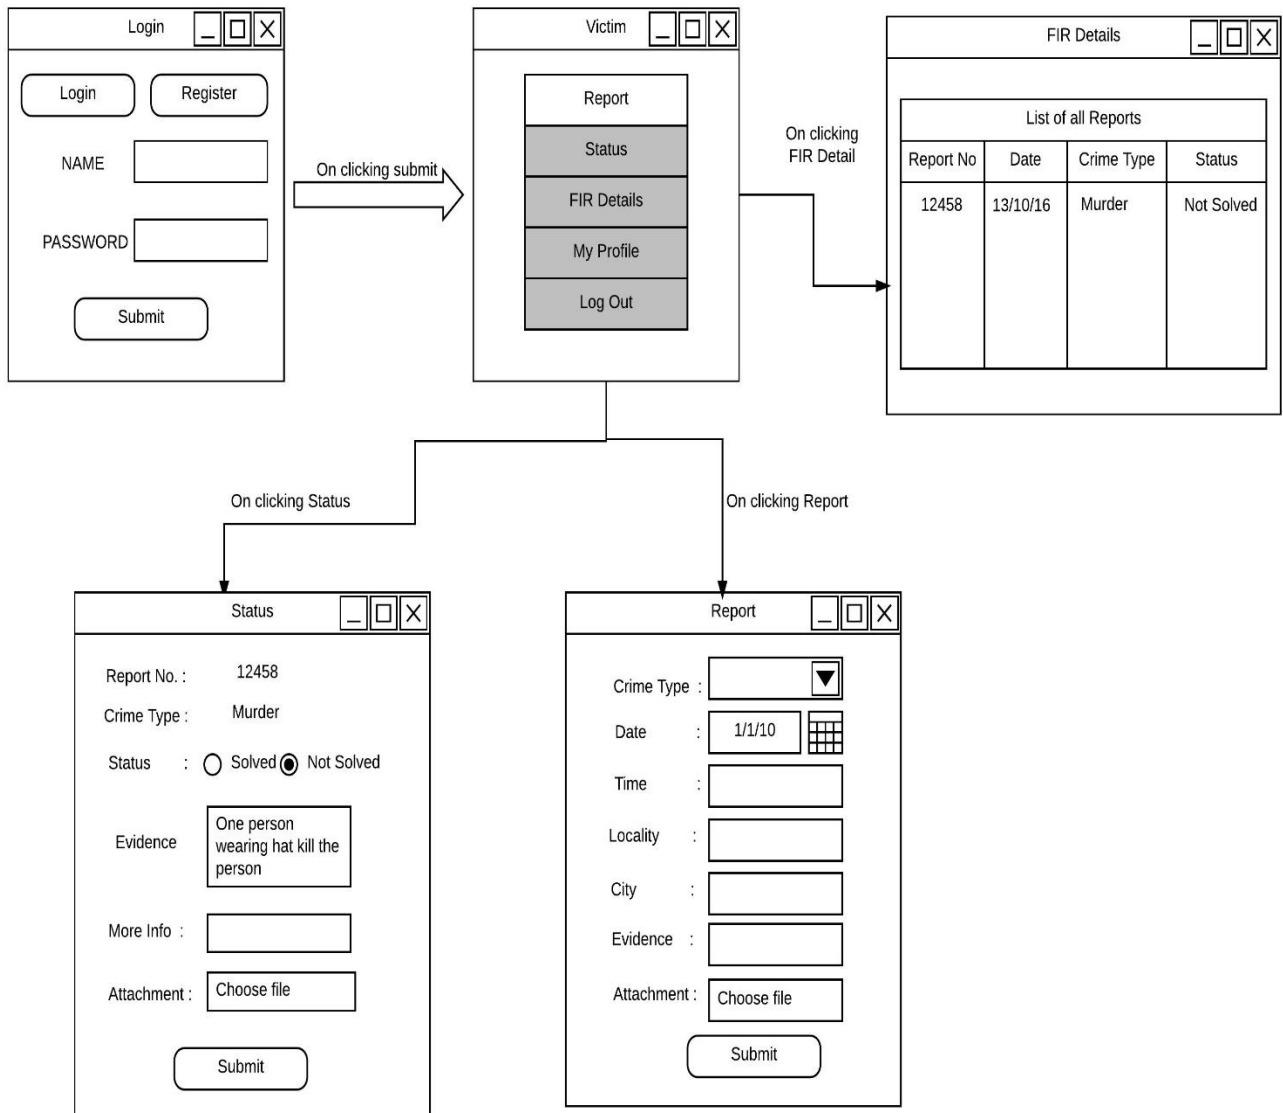 Login
Login
Register
NAME
PASSWORD
Submit
On clicking submit
Victim
Report
Status
FIR Details
My Profile
Log Out
On clicking
FIR Detail
FIR Details
List of all Reports
Report No
Date
Crime Type
Status
12458
13/10/16
Murder
Not Solved
On clicking Status
On clicking Report
Status
Report No. :
12458
Crime Type :
Murder
Status :
Solved
Not Solved
Evidence
One person
wearing hat kill the
person
More Info :
Attachment :
Choose file
Submit
Report
Crime Type :
Date :
1/1/10
Time :
Locality :
City :
Evidence :
Attachment :
Choose file
Submit